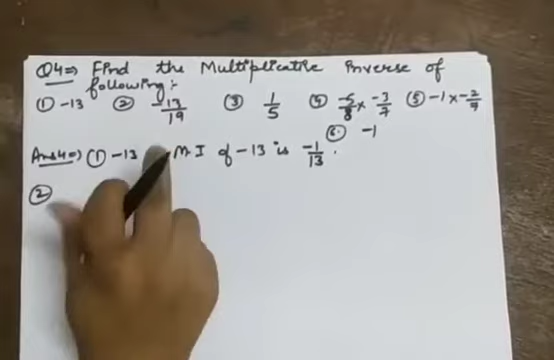 Q4⇒ Find the Multiplicative Inverse of
following:-
① -13 ② -13/19 ③ 1/5 ④ -5/8 × -3/7 ⑤ -1 × -2/7
⑥. -1
Ans4⇒) ① -13 M.I of -13 is -1/13.
②